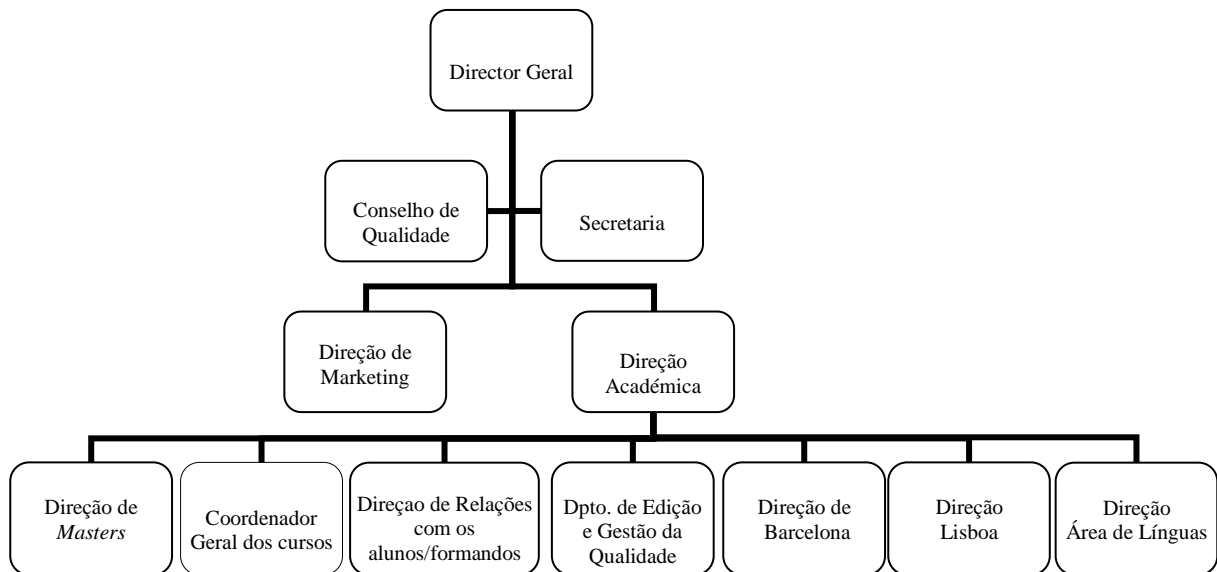 Director Geral
Conselho de
Qualidade
Secretaria
Direção de
Marketing
Direção
Académica
Direção de
Masters
Coordenador
Geral dos cursos
Direçao de Relações
com os
alunos/formandos
Dpto. de Edição
e Gestão da
Qualidade
Direção de
Barcelona
Direção
Lisboa
Direção
Área de Línguas